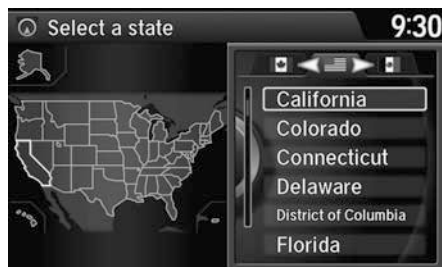 Select a state
9:30
California
Colorado
Connecticut
Delaware
District of Columbia
Florida